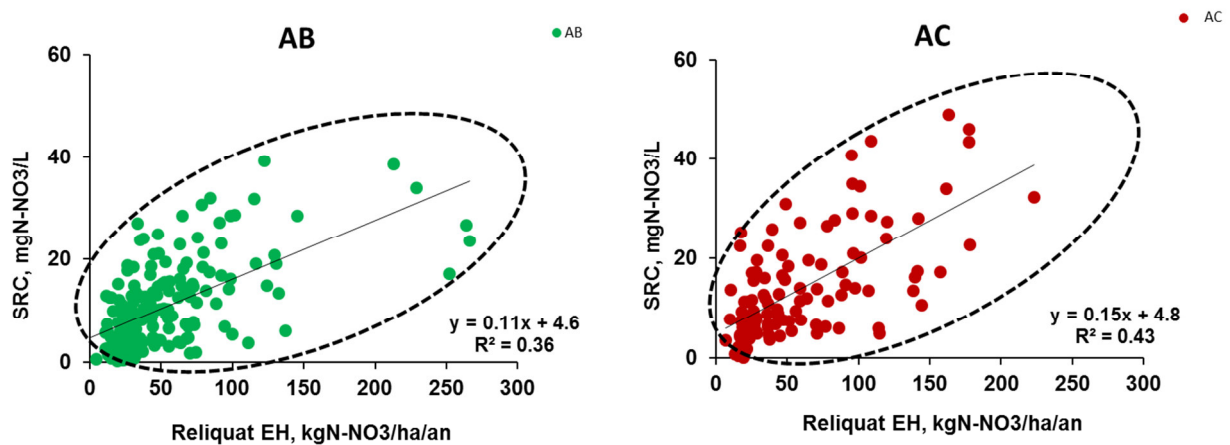 AB
AB
SRC, mgN-NO3/L
60
40
20
0
0 50 100 150 200 250 300
y = 0.11x + 4.6
R² = 0.36
Reliquat EH, kgN-NO3/ha/an
AC
AC
SRC, mgN-NO3/L
60
40
20
0
0 50 100 150 200 250 300
y = 0.15x + 4.8
R² = 0.43
Reliquat EH, kgN-NO3/ha/an